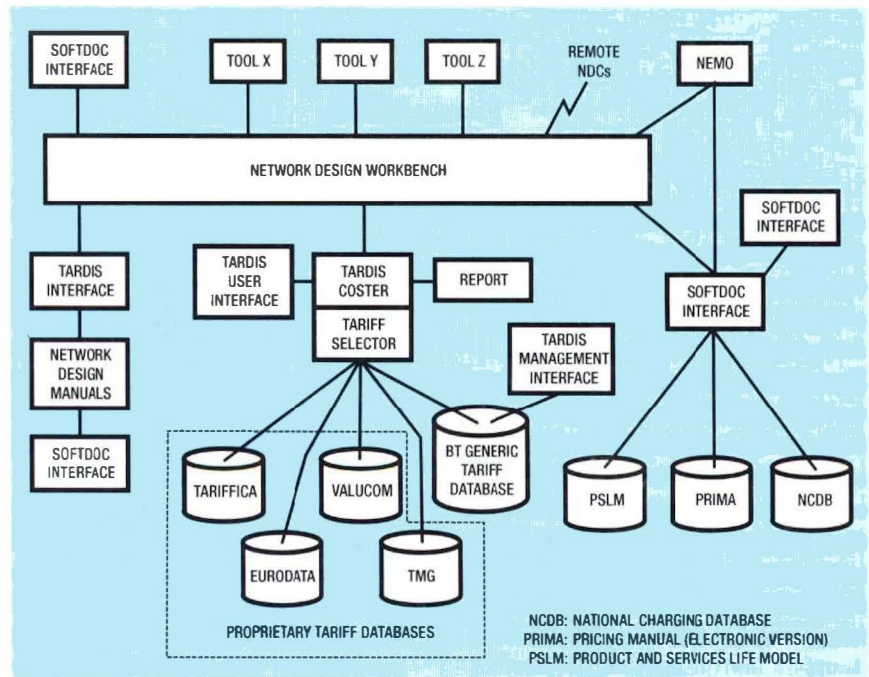 SOFTDOC
INTERFACE
TOOL X
TOOL Y
TOOL Z
REMOTE
NDCs
NEMO
NETWORK DESIGN WORKBENCH
SOFTDOC
INTERFACE
TARDIS
INTERFACE
TARDIS
USER
INTERFACE
TARDIS
COSTER
REPORT
SOFTDOC
INTERFACE
TARIFF
SELECTOR
NETWORK
DESIGN
MANUALS
TARDIS
MANAGEMENT
INTERFACE
SOFTDOC
INTERFACE
BT GENERIC
TARIFF
DATABASE
TARIFFICA
VALUCOM
PSLM
PRIMA
NCDB
EURODATA
TMG
PROPRIETARY TARIFF DATABASES
NCDB: NATIONAL CHARGING DATABASE
PRIMA: PRICING MANUAL (ELECTRONIC VERSION)
PSLM: PRODUCT AND SERVICES LIFE MODEL